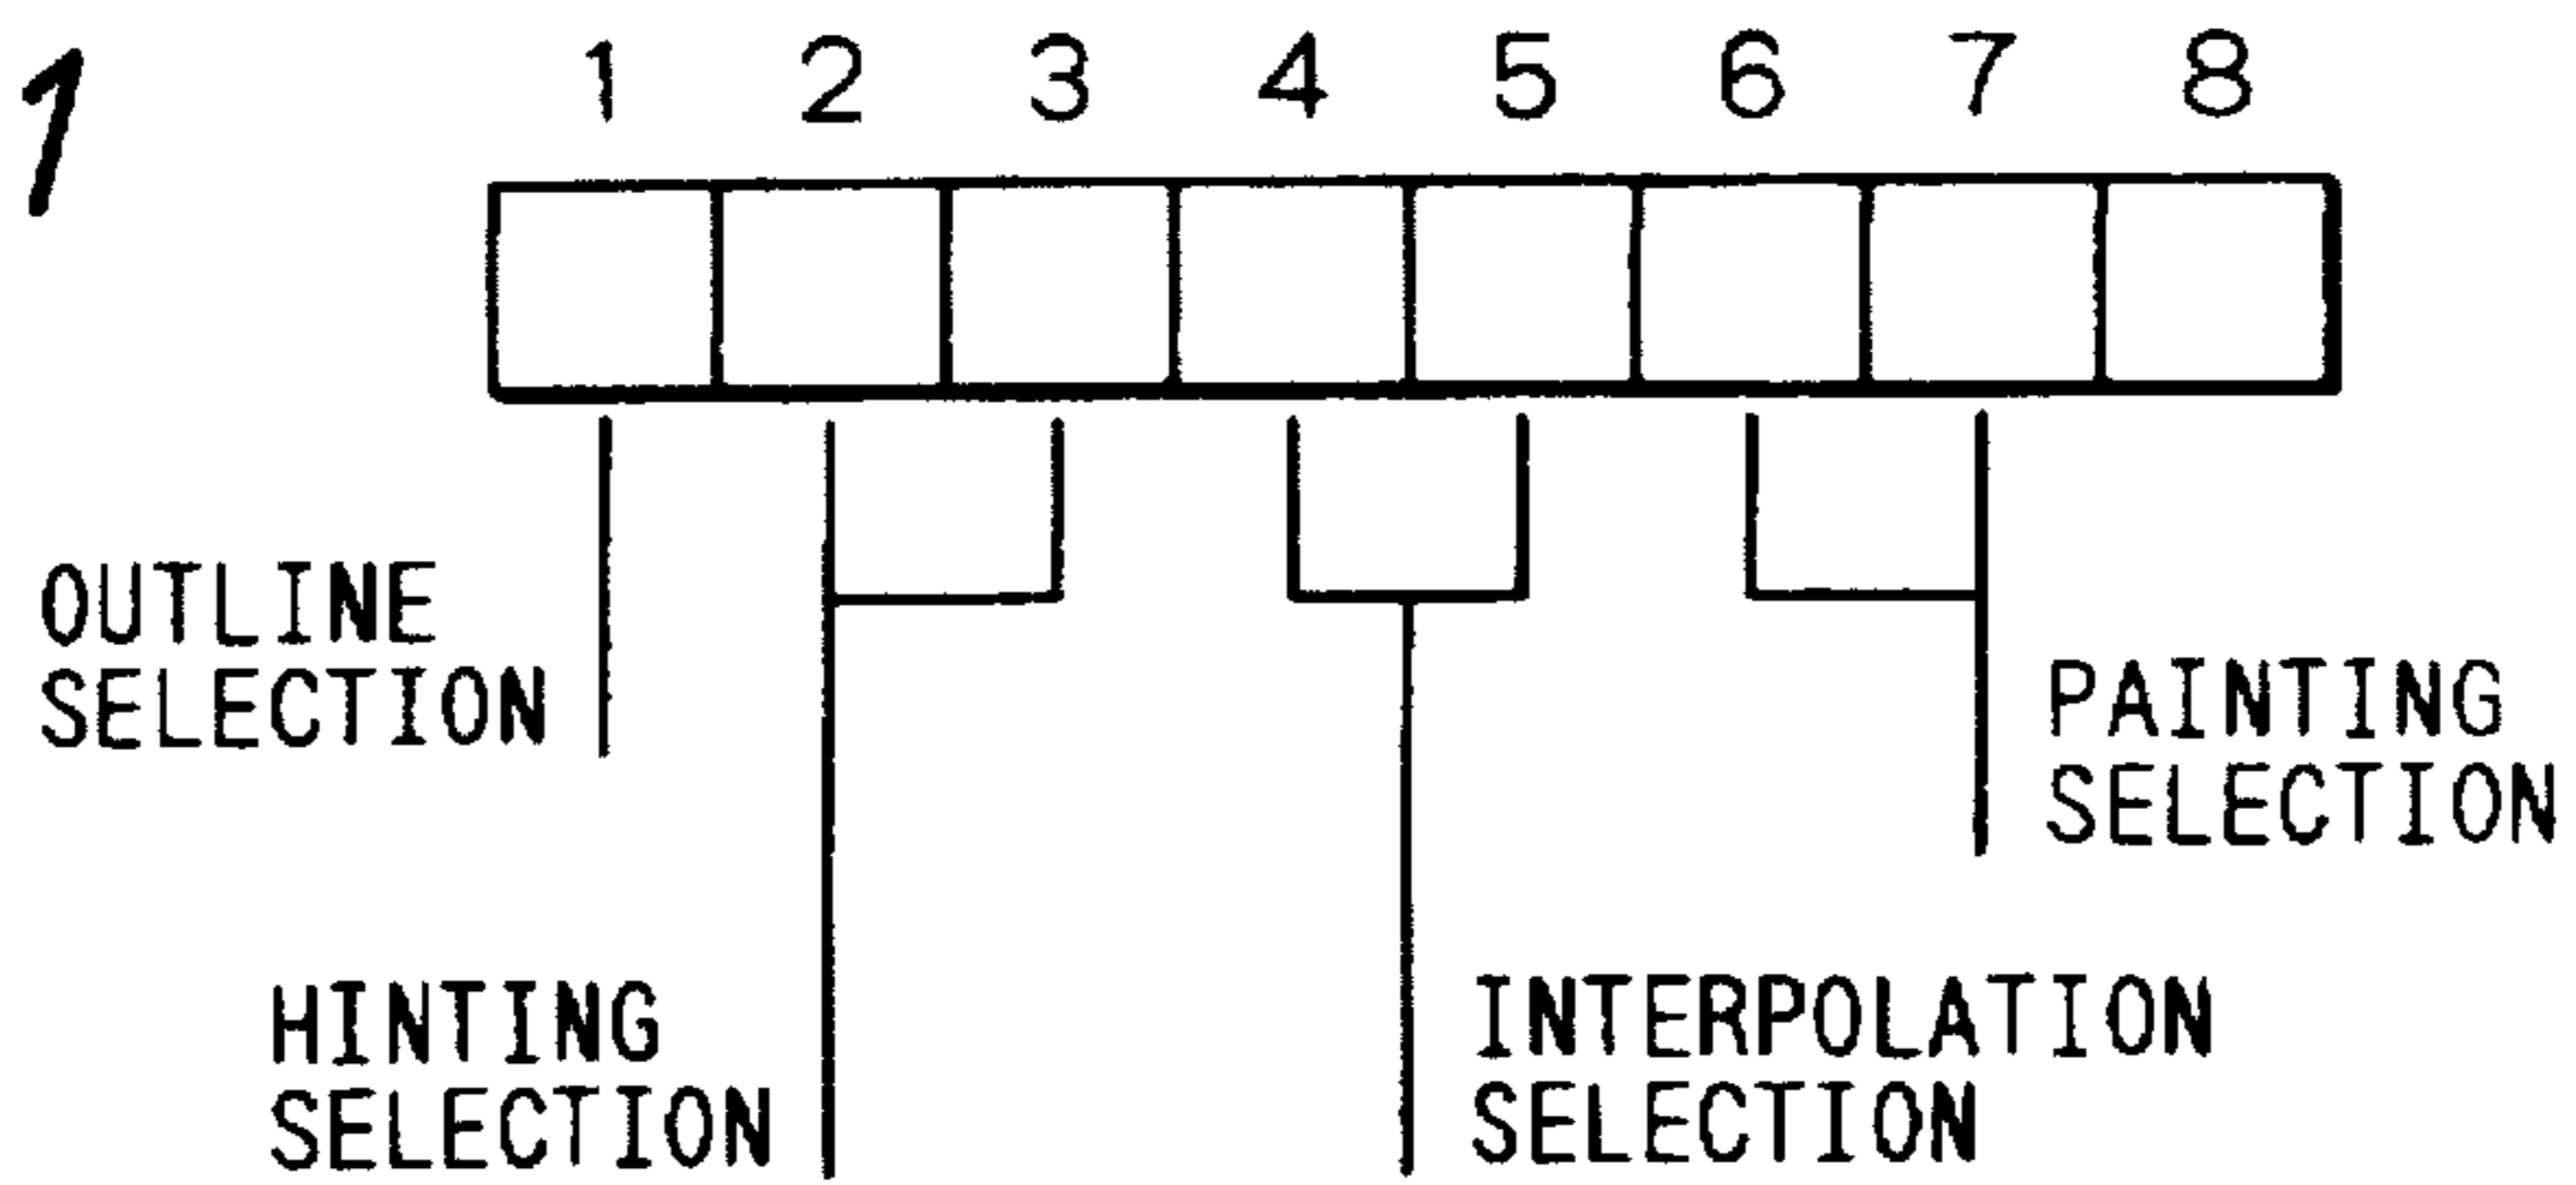 1
1 2 3 4 5 6 7 8
OUTLINE
SELECTION
PAINTING
SELECTION
HINTING
SELECTION
INTERPOLATION
SELECTION